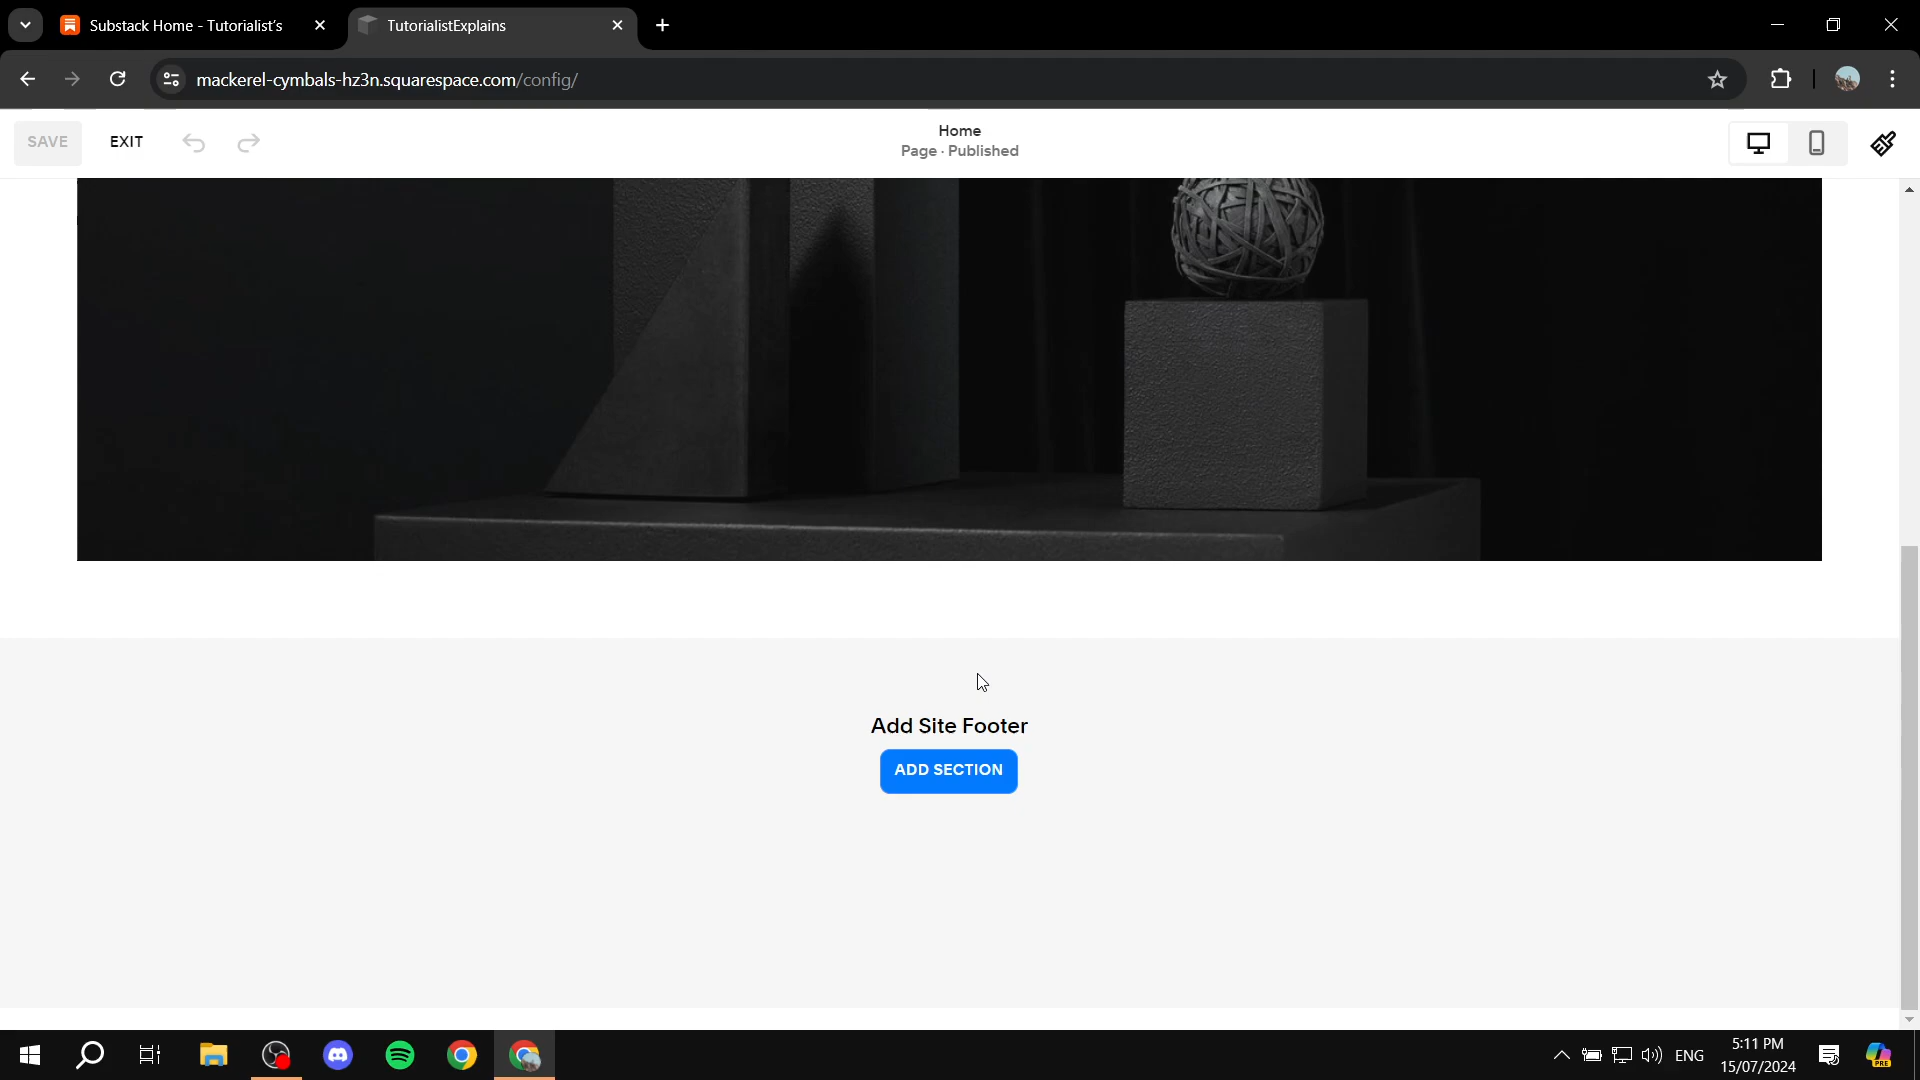 Substack Home - Tutorialist's
TutorialistExplains
mackerel-cymbals-hz3n.squarespace.com/config/
SAVE
EXIT
Home
Page · Published
Add Site Footer
ADD SECTION
ENG
5:11 PM
15/07/2024
PRE